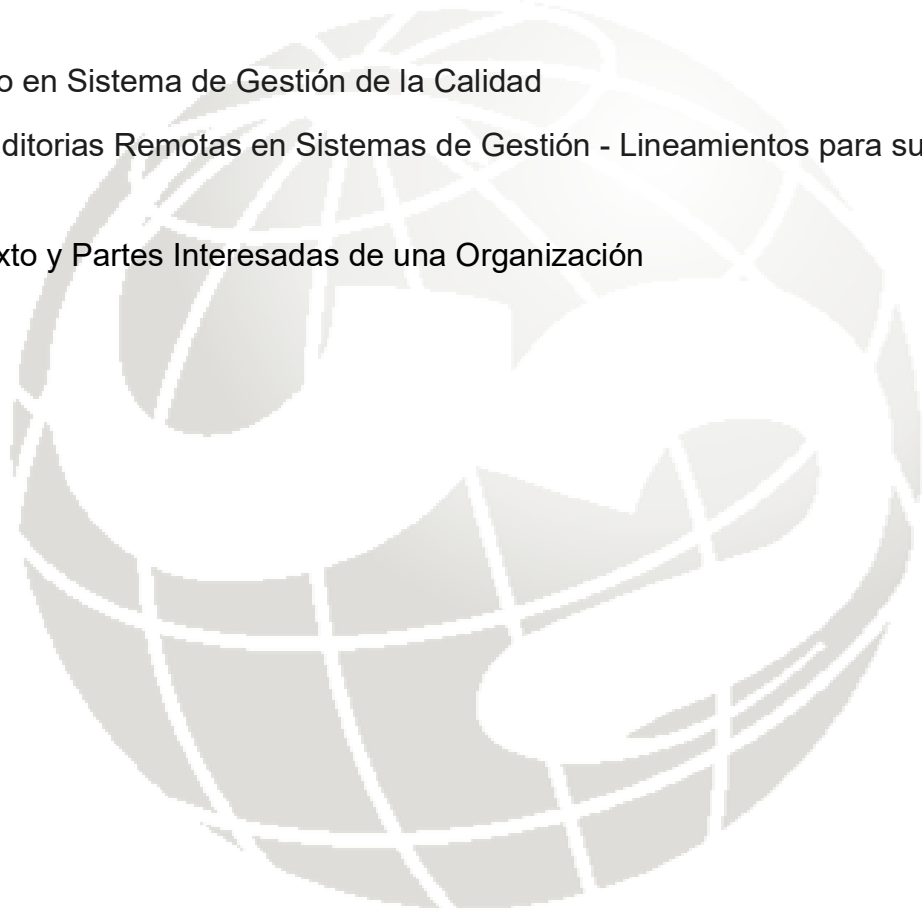 o en Sistema de Gestión de la Calidad
ditorias Remotas en Sistemas de Gestión - Lineamientos para su
xto y Partes Interesadas de una Organización